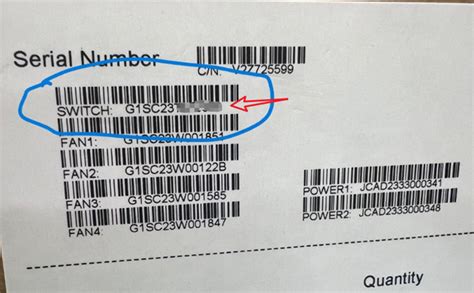 Serial Number
C/N: V27725599
SWITCH: G1SC23
FAN1: G1SC23W001851
FAN2: G1SC23W00122B
FAN3: G1SC23W001585
FAN4: G1SC23W001847
POWER1: JCAD2333000341
POWER2: JCAD2333000348
Quantity